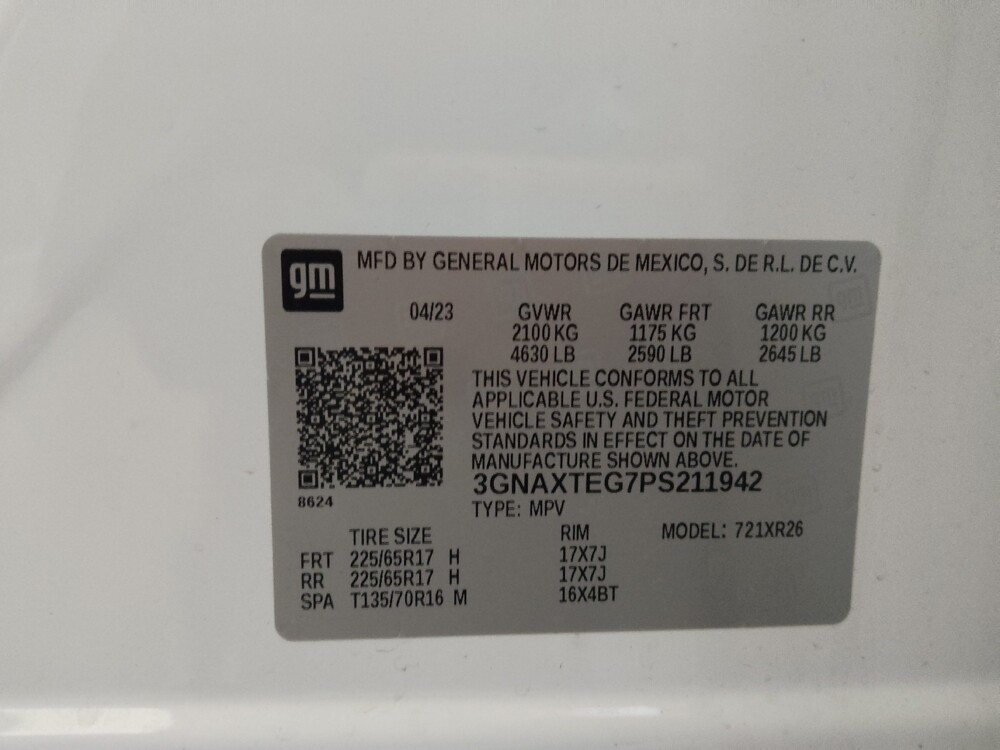 gm MFD BY GENERAL MOTORS DE MEXICO, S. DE R.L. DE C.V.
04/23 GVWR GAWR FRT GAWR RR
2100 KG 1175 KG 1200 KG
4630 LB 2590 LB 2645 LB
THIS VEHICLE CONFORMS TO ALL
APPLICABLE U.S. FEDERAL MOTOR
VEHICLE SAFETY AND THEFT PREVENTION
STANDARDS IN EFFECT ON THE DATE OF
MANUFACTURE SHOWN ABOVE.
3GNAXTEG7PS211942
8624
TYPE: MPV
TIRE SIZE RIM MODEL: 721XR26
FRT 225/65R17 H 17X7J
RR 225/65R17 H 17X7J
SPA T135/70R16 M 16X4BT